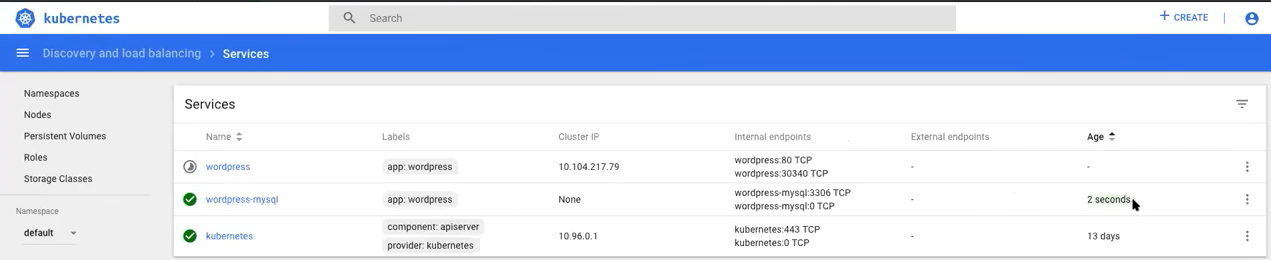 kubernetes
Search
+ CREATE |
Discovery and load balancing > Services
Namespaces
Nodes
Persistent Volumes
Roles
Storage Classes
Namespace
default
Services
Name Labels Cluster IP Internal endpoints External endpoints Age
wordpress app: wordpress 10.104.217.79 wordpress:80 TCP - -
wordpress:30340 TCP
wordpress-mysql app: wordpress None wordpress-mysql:3306 TCP - 2 seconds
wordpress-mysql:0 TCP
kubernetes component: apiserver 10.96.0.1 kubernetes:443 TCP - 13 days
provider: kubernetes kubernetes:0 TCP